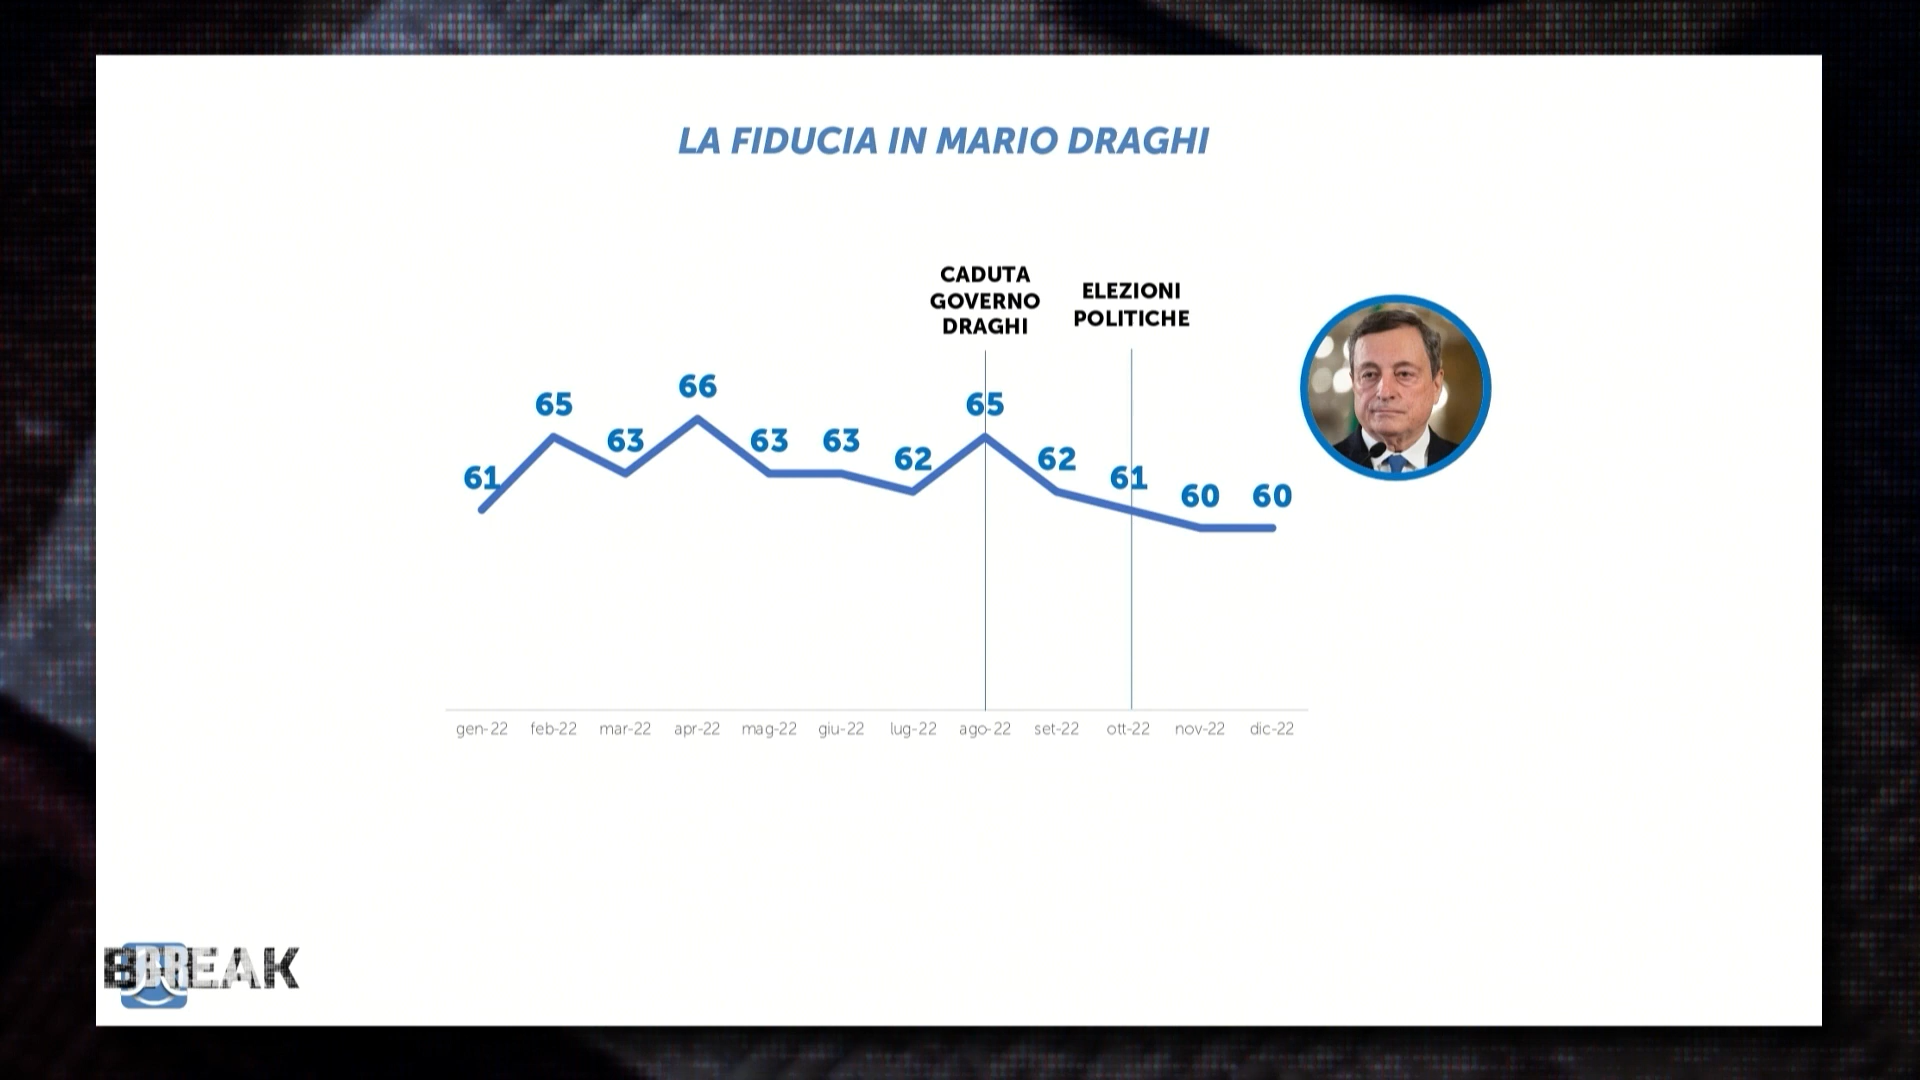 LA FIDUCIA IN MARIO DRAGHI
CADUTA
GOVERNO
DRAGHI
ELEZIONI
POLITICHE
61
65
63
66
63
63
62
65
62
61
60
60
gen-22
feb-22
mar-22
apr-22
mag-22
giu-22
lug-22
ago-22
set-22
ott-22
nov-22
dic-22
BREAK